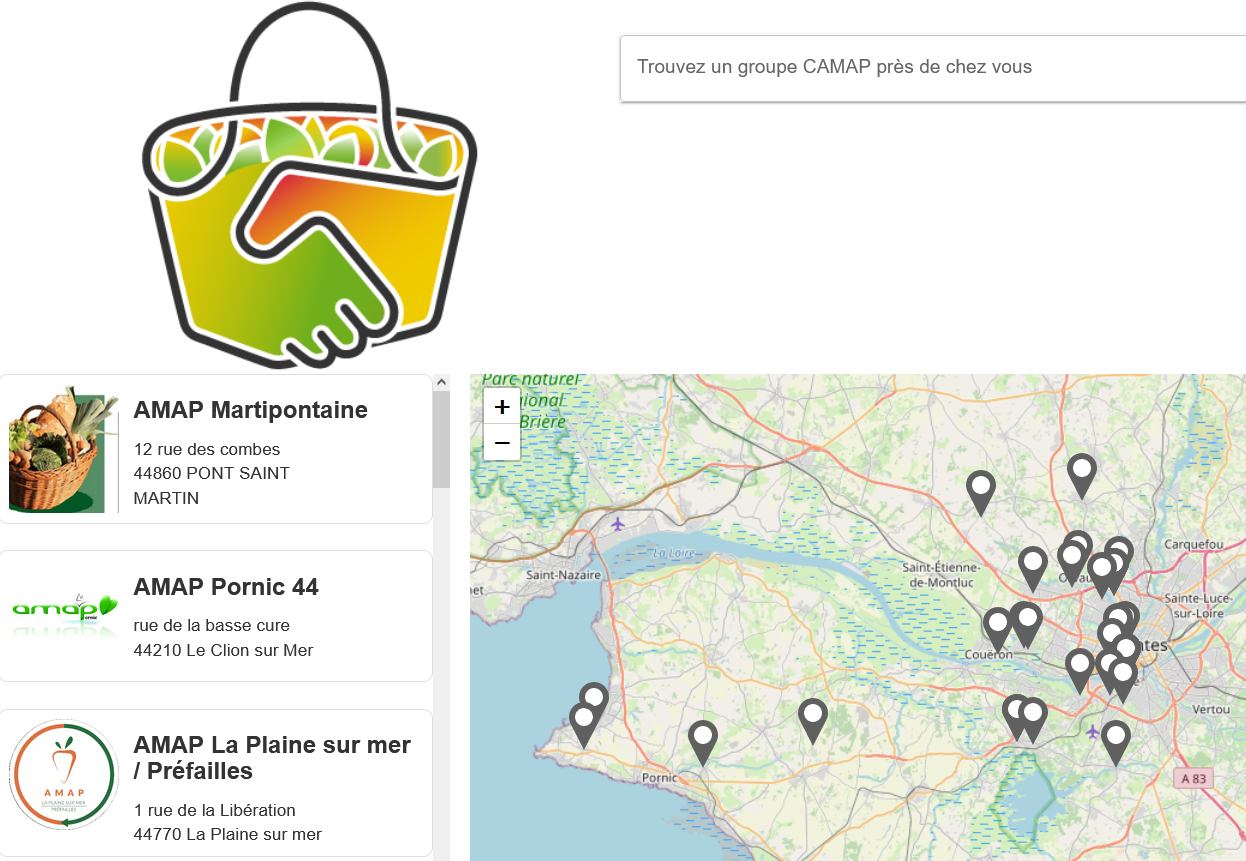 Trouvez un groupe CAMAP près de chez vous
AMAP Martipontaine
12 rue des combes
44860 PONT SAINT
MARTIN
AMAP Pornic 44
rue de la basse cure
44210 Le Clion sur Mer
amap
AMAP La Plaine sur mer
/ Préfailles
1 rue de la Libération
44770 La Plaine sur mer
AMAP
LA PLAINE SUR MER
PRÉFAILLES
+
−
Parc naturel
Brière
La Loire
Saint-Nazaire
Saint-Étienne-
de-Montluc
Carquefou
Sainte-Luce-
sur-Loire
Couëron
Vertou
Pornic
A 83